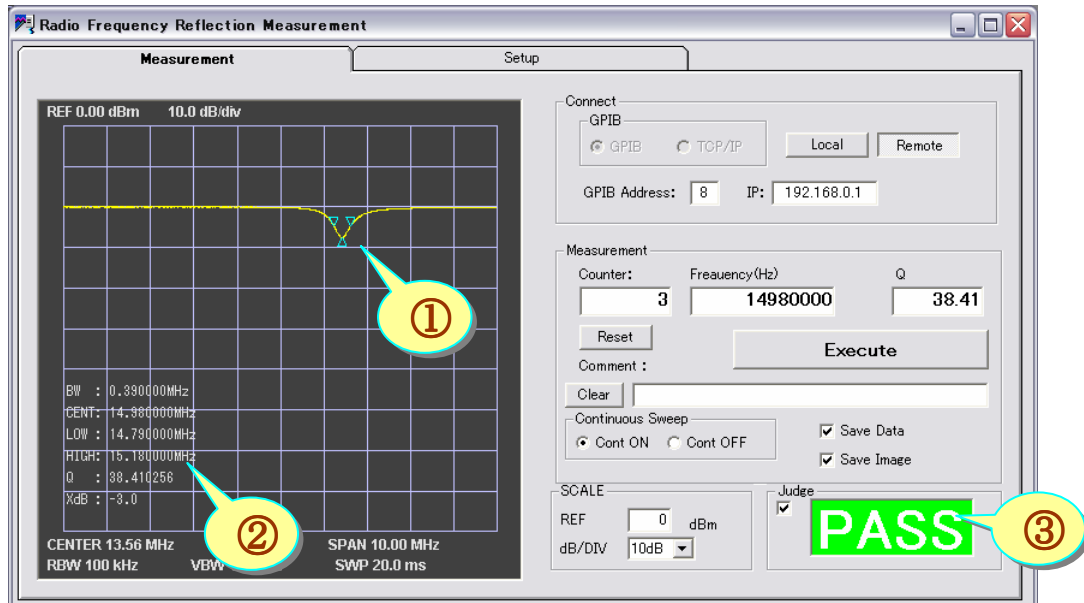 Radio Frequency Reflection Measurement
Measurement
Setup
REF 0.00 dBm 10.0 dB/div
①
BW : 0.390000MHz
CENT: 14.980000MHz
LOW : 14.790000MHz
HIGH: 15.180000MHz
Q : 38.410256
XdB : -3.0
②
CENTER 13.56 MHz SPAN 10.00 MHz
RBW 100 kHz VBW SWP 20.0 ms
Connect
GPIB
GPIB TCP/IP Local Remote
GPIB Address: 8 IP: 192.168.0.1
Measurement
Counter: Freauency(Hz) Q
3 14980000 38.41
Reset
Execute
Comment :
Clear
Continuous Sweep
Cont ON Cont OFF
Save Data
Save Image
SCALE
REF 0 dBm
dB/DIV 10dB
Judge
PASS
③